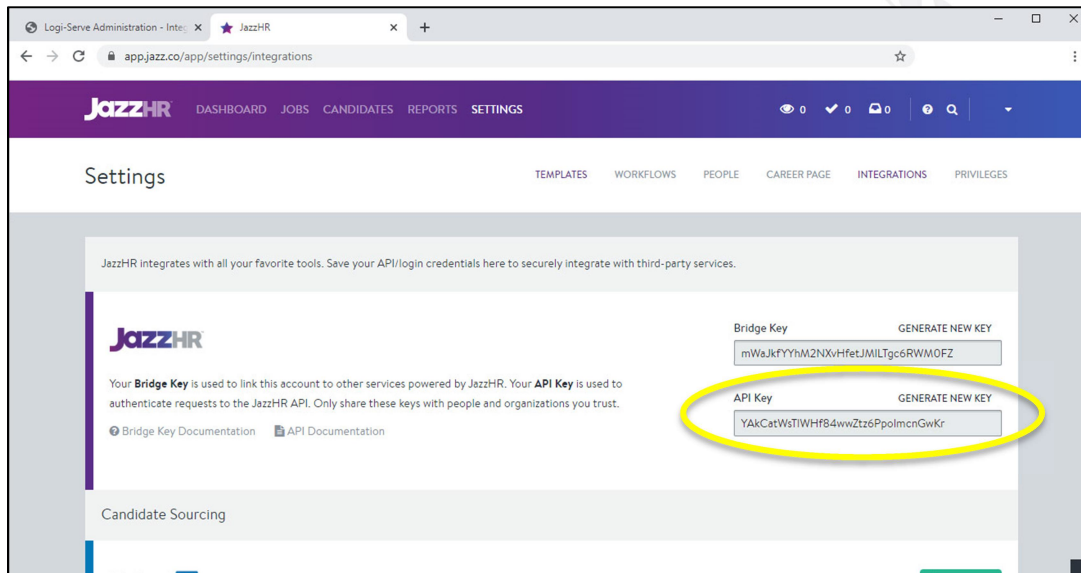 Logi-Serve Administration - Inte
JazzHR
app.jazz.co/app/settings/integrations
JazzHR DASHBOARD JOBS CANDIDATES REPORTS SETTINGS 0 0 0
Settings TEMPLATES WORKFLOWS PEOPLE CAREER PAGE INTEGRATIONS PRIVILEGES
JazzHR integrates with all your favorite tools. Save your API/login credentials here to securely integrate with third-party services.
JazzHR
Your Bridge Key is used to link this account to other services powered by JazzHR. Your API Key is used to
authenticate requests to the JazzHR API. Only share these keys with people and organizations you trust.
Bridge Key Documentation API Documentation
Bridge Key GENERATE NEW KEY
mWaJkfYYhM2NXvHfetJMILTgc6RWM0FZ
API Key GENERATE NEW KEY
YAkCatWsTlWHf84wwZtz6PpolmcnGwKr
Candidate Sourcing